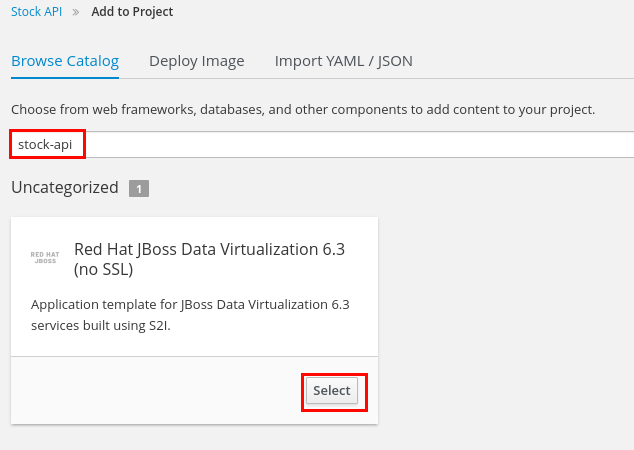 Stock API » Add to Project
Browse Catalog Deploy Image Import YAML / JSON
Choose from web frameworks, databases, and other components to add content to your project.
stock-api
Uncategorized 1
RED HAT
JBOSS
Red Hat JBoss Data Virtualization 6.3
(no SSL)
Application template for JBoss Data Virtualization 6.3
services built using S2I.
Select